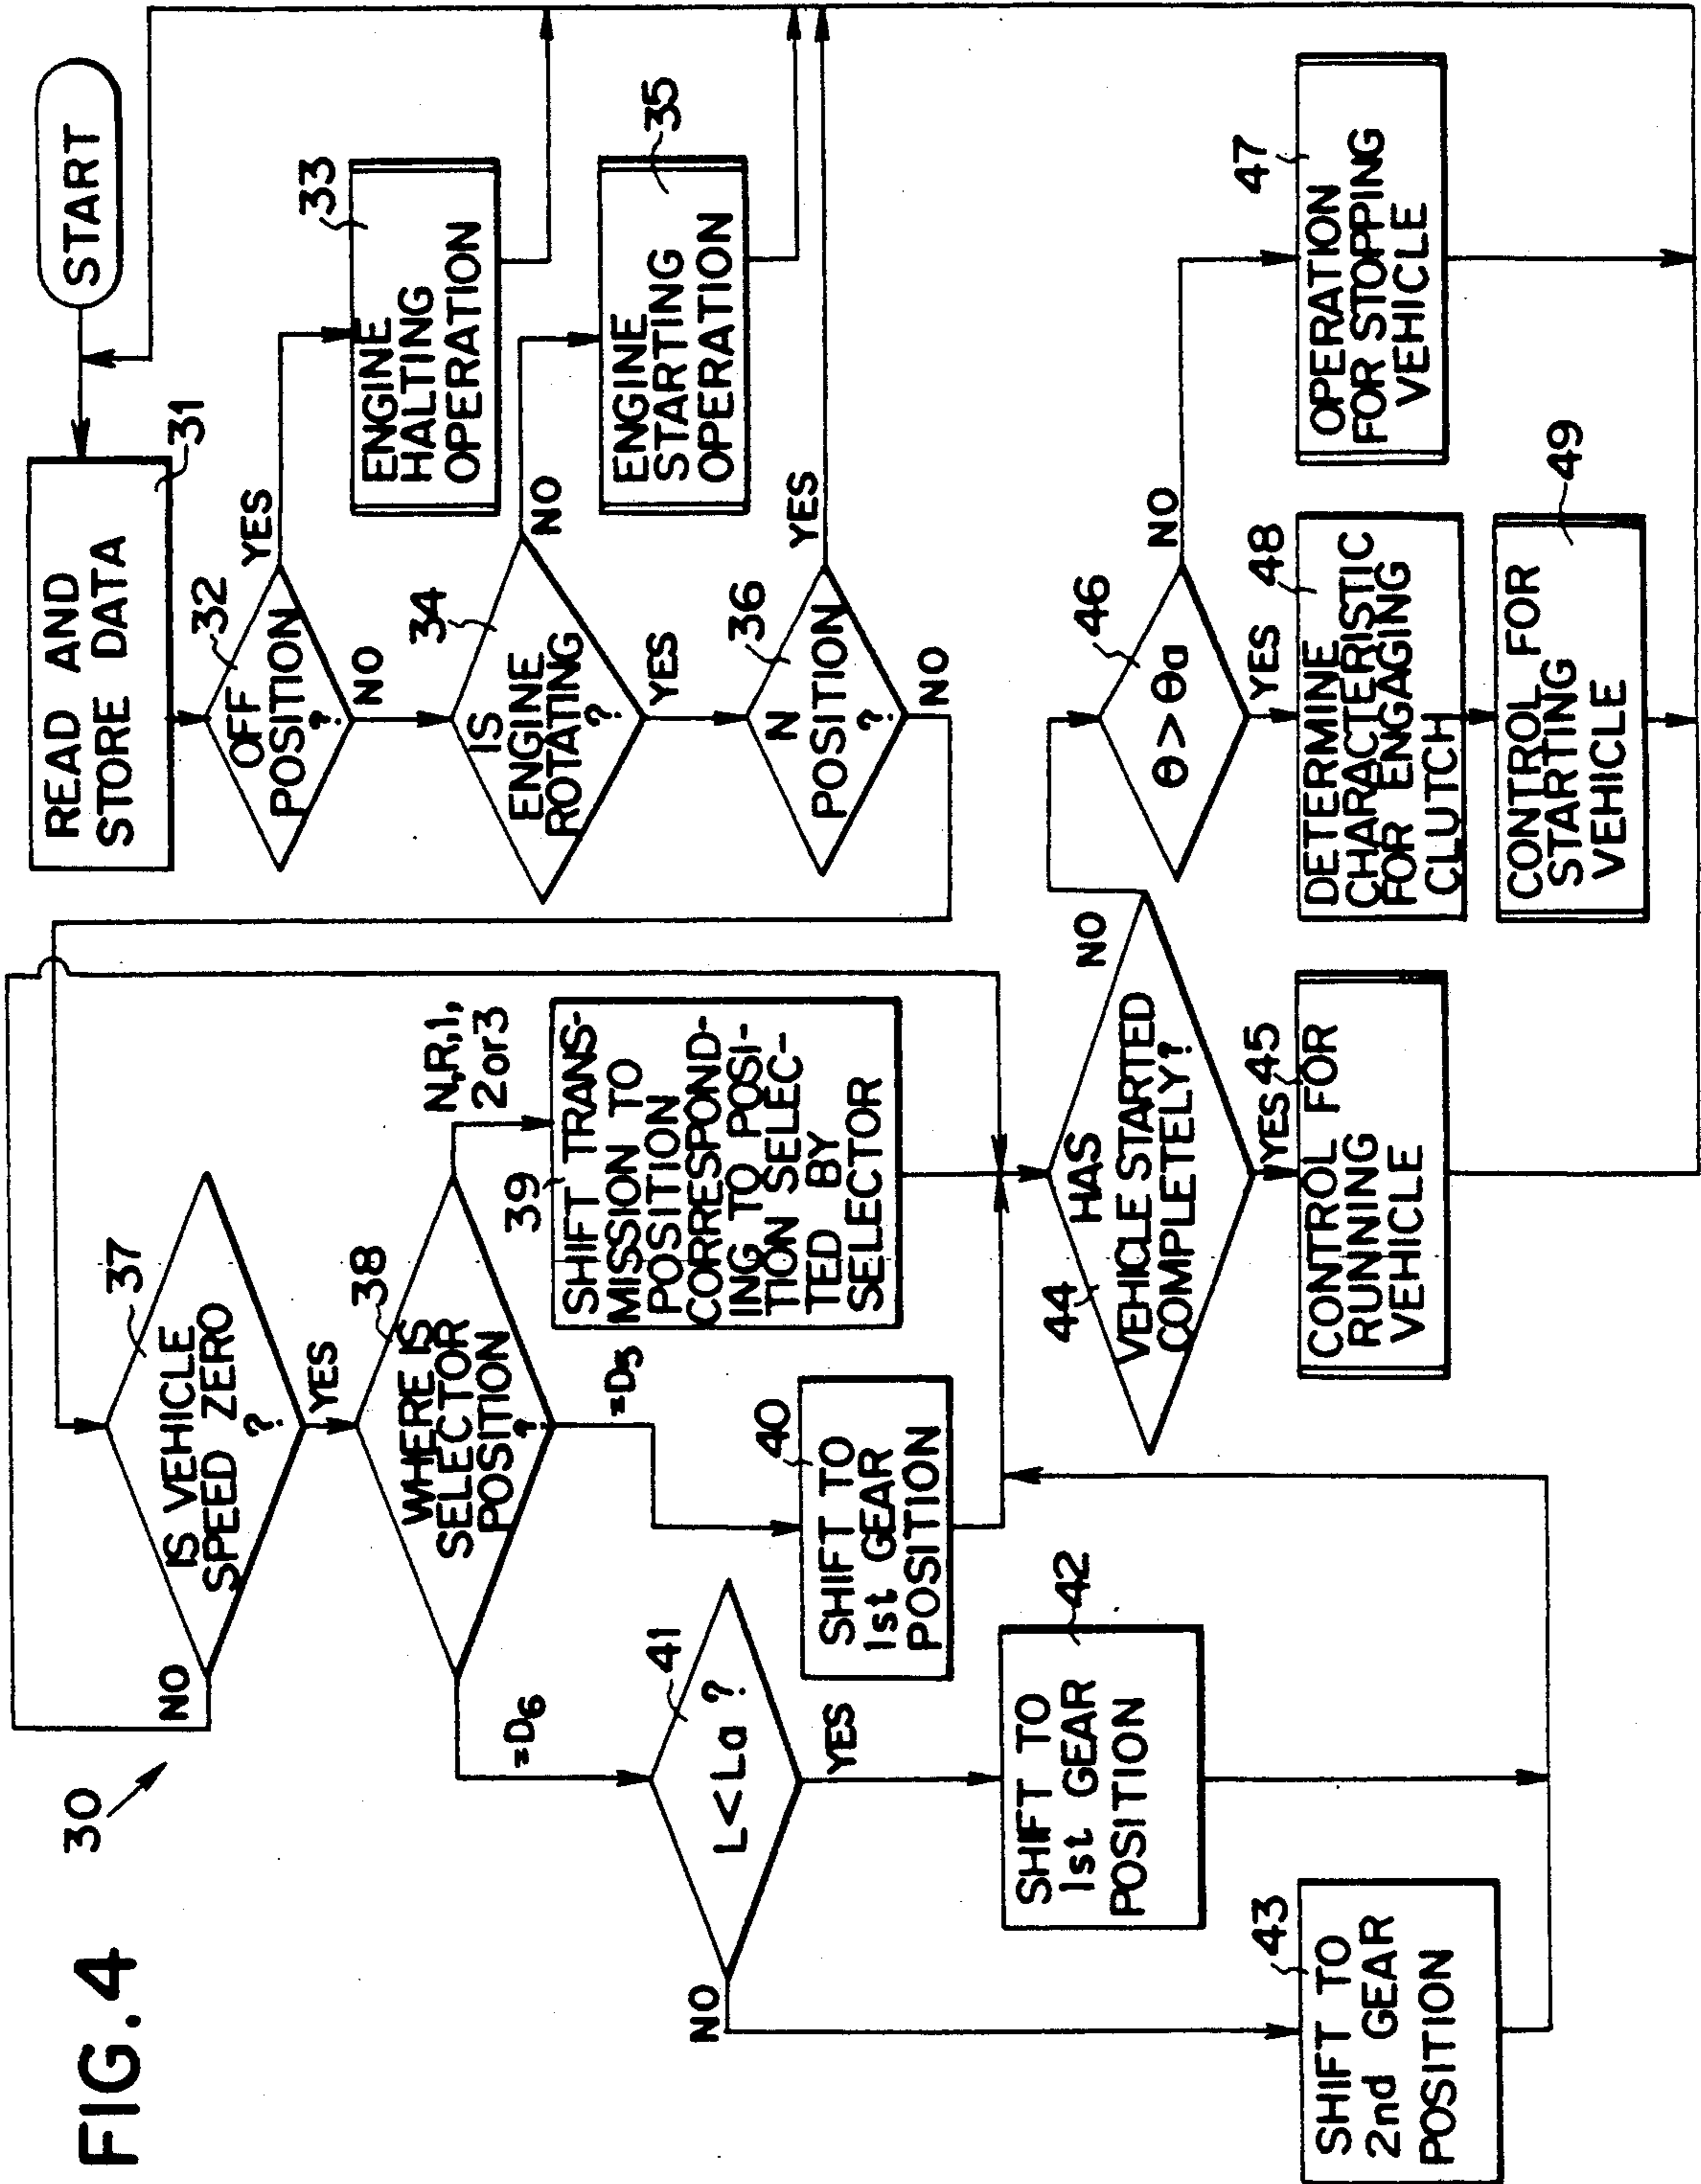 FIG.4
30
START
READ AND
STORE DATA
31
32
OFF
POSITION
?
YES
NO
33
ENGINE
HALTING
OPERATION
34
IS
ENGINE
ROTATING
?
NO
YES
35
ENGINE
STARTING
OPERATION
36
N
POSITION
?
YES
NO
37
IS VEHICLE
SPEED ZERO
?
NO
YES
38
WHERE IS
SELECTOR
POSITION
?
N,R,1,
2 or 3
=D5
=D6
39
SHIFT TRANS-
MISSION TO
POSITION
CORRESPOND-
ING TO POSI-
TION SELEC-
TED BY
SELECTOR
40
SHIFT TO
1st GEAR
POSITION
41
L<La ?
YES
NO
42
SHIFT TO
1st GEAR
POSITION
43
SHIFT TO
2nd GEAR
POSITION
44
HAS
VEHICLE STARTED
COMPLETELY?
NO
YES
45
CONTROL FOR
RUNNING
VEHICLE
46
θ>θa
NO
YES
47
OPERATION
FOR STOPPING
VEHICLE
48
DETERMINE
CHARACTERISTIC
FOR ENGAGING
CLUTCH
49
CONTROL FOR
STARTING
VEHICLE